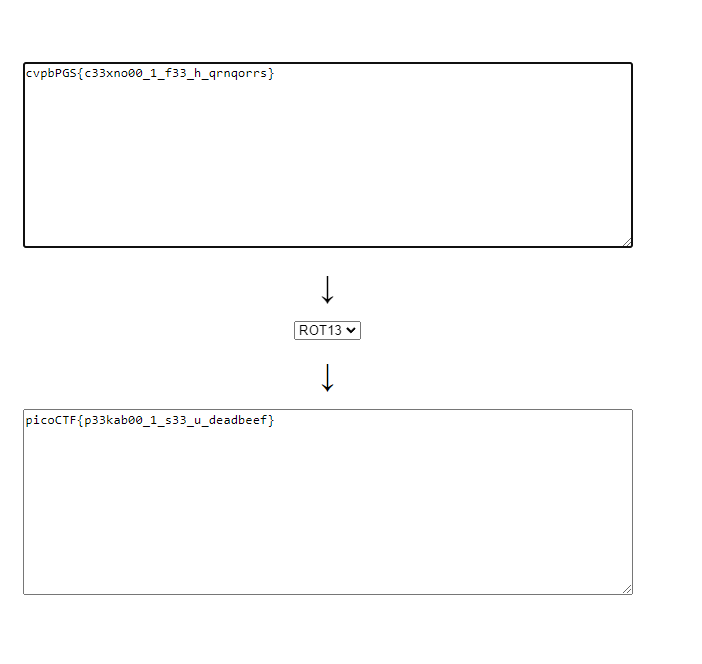 cvpbPGS{c33xno00_1_f33_h_qrnqorrs}
↓
ROT13
↓
picoCTF{p33kab00_1_s33_u_deadbeef}